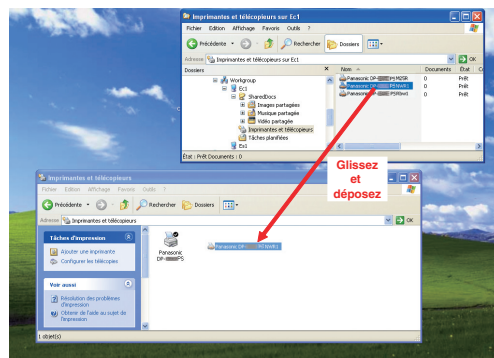 Imprimantes et télécopieurs sur Ec1
Fichier Edition Affichage Favoris Outils ?
Précédente Rechercher Dossiers
Adresse Imprimantes et télécopieurs sur Ec1 OK
Dossiers
Nom Documents État
Workgroup
Ec1
SharedDocs
Images partagées
Musique partagée
Vidéo partagée
Imprimantes et télécopieurs
Tâches planifiées
Ec1
Panasonic DP- 0 Prêt
Panasonic DP- 0 Prêt
Panasonic DP- 0 Prêt
État : Prêt Documents : 0
Glissez
et
déposez
Imprimantes et télécopieurs
Fichier Edition Affichage Favoris Outils ?
Précédente Rechercher Dossiers
Adresse Imprimantes et télécopieurs OK
Tâches d'impression
Ajouter une imprimante
Configurer les télécopies
Voir aussi
Résolution des problèmes
d'impression
Obtenir de l'aide au sujet de
l'impression
Panasonic
DP- PS
Panasonic DP-
1 objet(s)